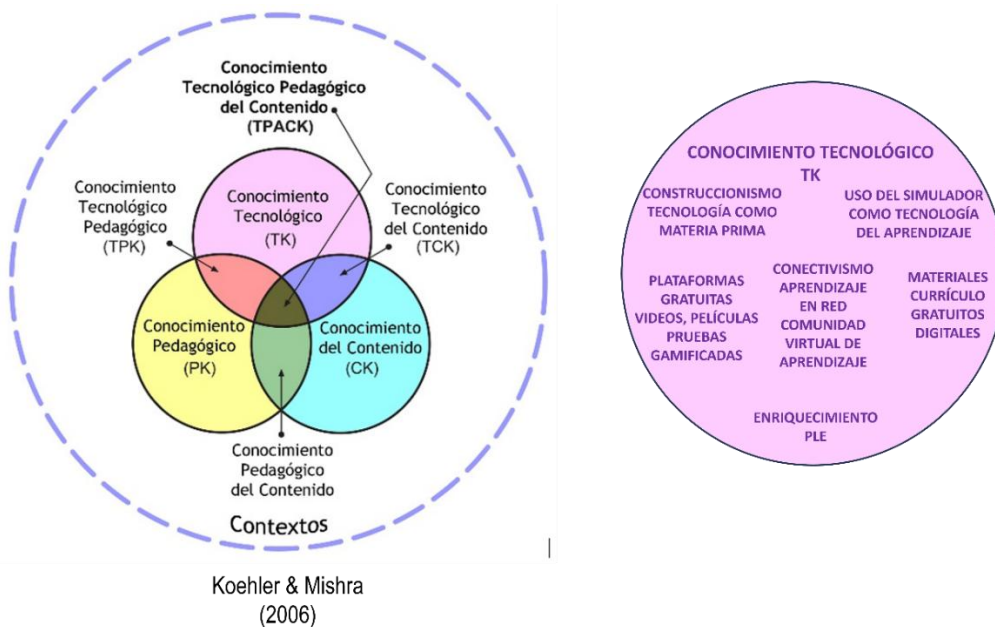 Conocimiento
Tecnológico Pedagógico
del Contenido
(TPACK)
Conocimiento
Tecnológico
Pedagógico
(TPK)
Conocimiento
Tecnológico
(TK)
Conocimiento
Tecnológico
del Contenido
(TCK)
Conocimiento
Pedagógico
(PK)
Conocimiento
del Contenido
(CK)
Conocimiento
Pedagógico
del Contenido
Contextos
Koehler & Mishra
(2006)
CONOCIMIENTO TECNOLÓGICO
TK
CONSTRUCCIONISMO
TECNOLOGÍA COMO
MATERIA PRIMA
USO DEL SIMULADOR
COMO TECNOLOGÍA
DEL APRENDIZAJE
PLATAFORMAS
GRATUITAS
VIDEOS, PELÍCULAS
PRUEBAS
GAMIFICADAS
CONECTIVISMO
APRENDIZAJE
EN RED
COMUNIDAD
VIRTUAL DE
APRENDIZAJE
MATERIALES
CURRÍCULO
GRATUITOS
DIGITALES
ENRIQUECIMIENTO
PLE